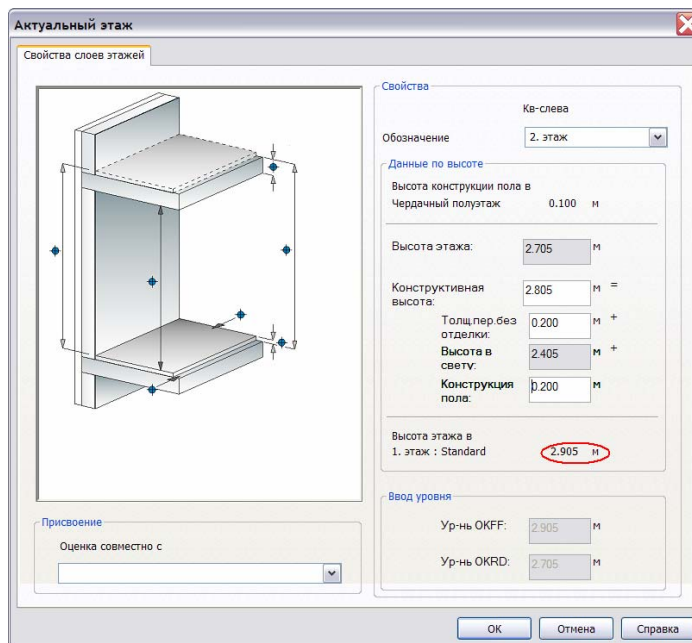 Актуальный этаж
Свойства слоев этажей
Свойства
Кв-слева
Обозначение 2. этаж
Данные по высоте
Высота конструкции пола в
Чердачный полуэтаж 0.100 м
Высота этажа: 2.705 м
Конструктивная 2.805 м =
высота:
Толщ.пер.без 0.200 м +
отделки:
Высота в 2.405 м +
свету:
Конструкция 0.200 м
пола:
Высота этажа в
1. этаж : Standard 2.905 м
Ввод уровня
Ур-нь OKFF: 2.905 м
Ур-нь OKRD: 2.705 м
Присвоение
Оценка совместно с
ОК Отмена Справка